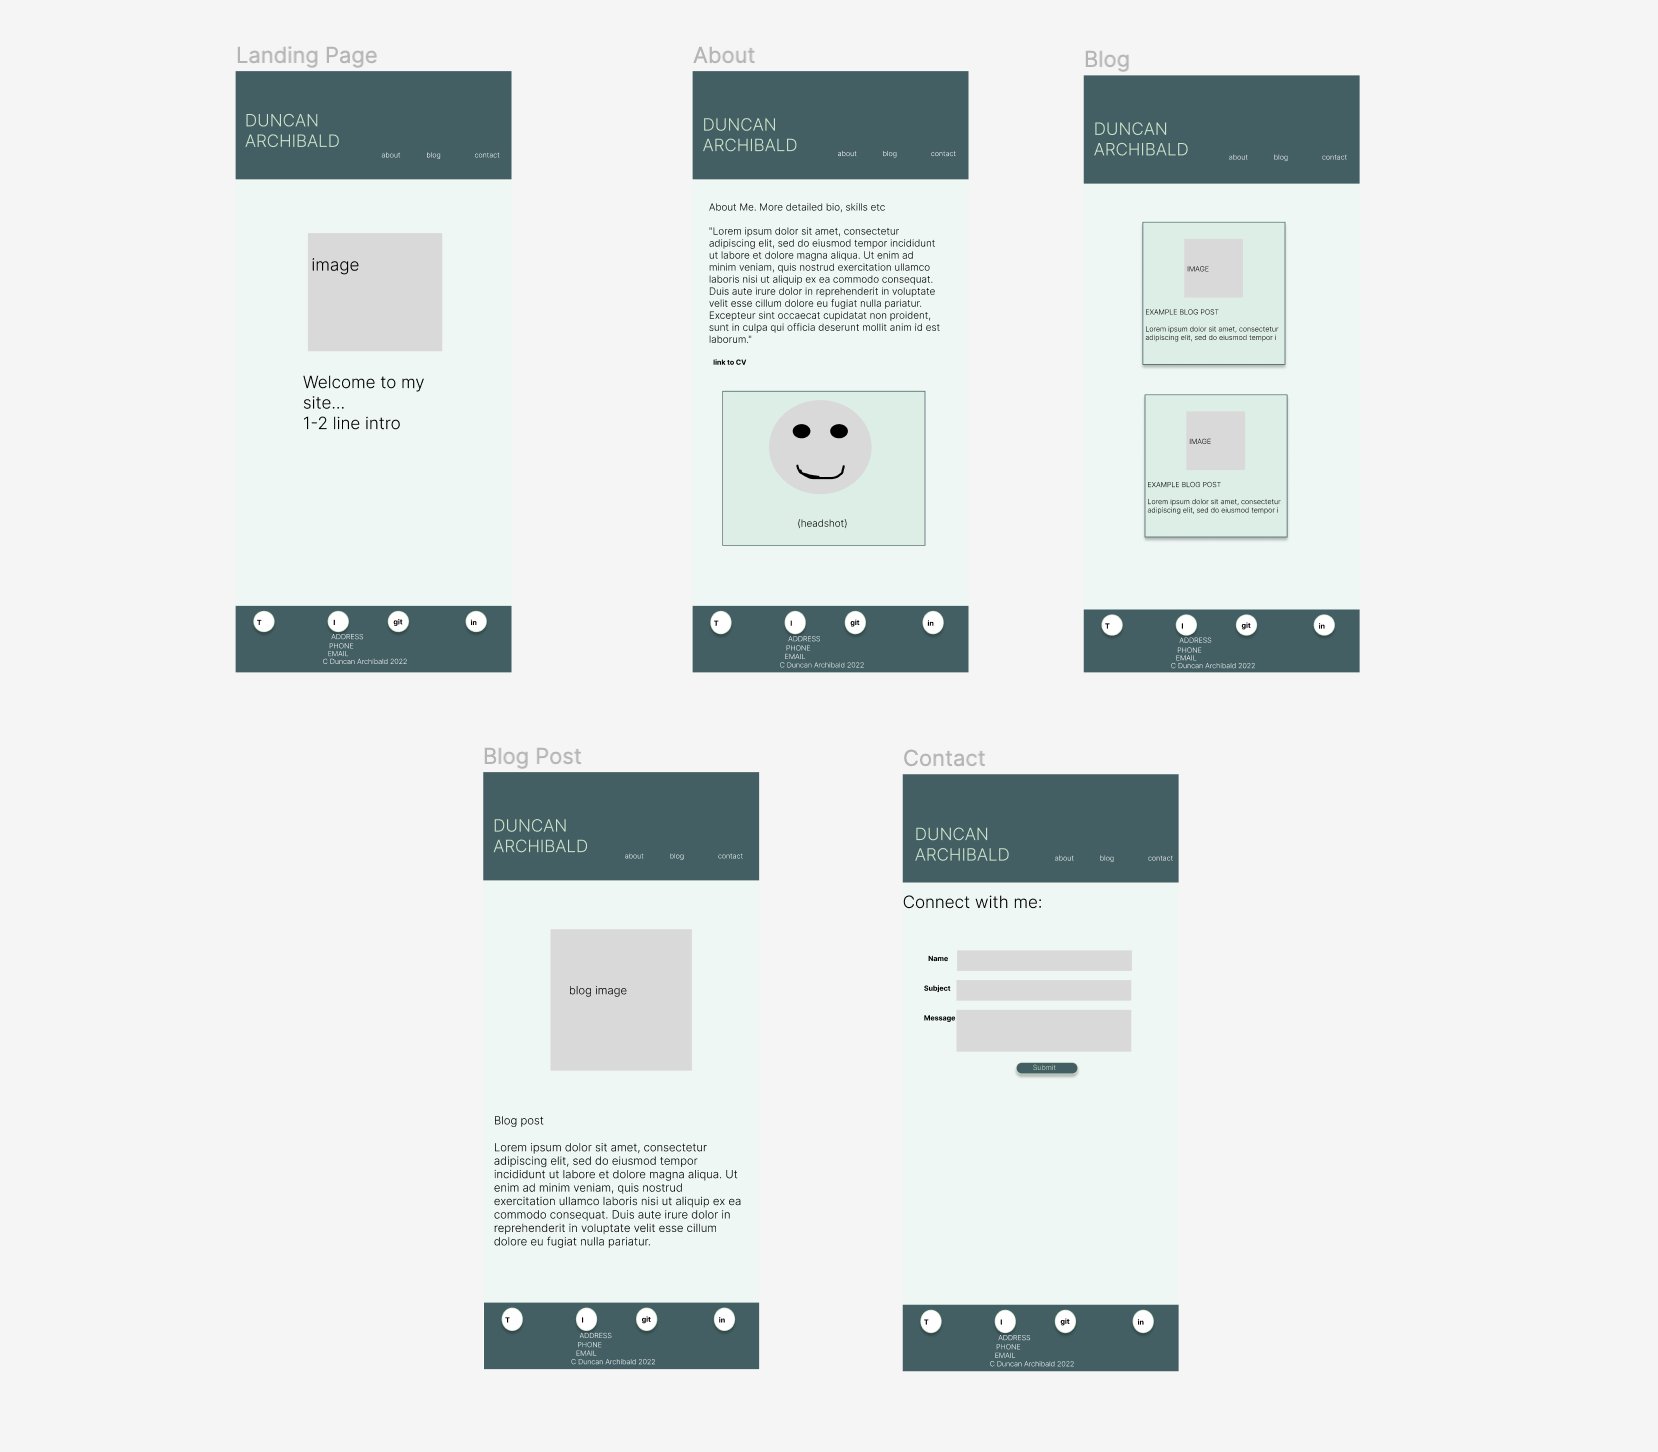 Landing Page
DUNCAN
ARCHIBALD
about blog contact
image
Welcome to my
site...
1-2 line intro
T I git in
ADDRESS
PHONE
EMAIL
C Duncan Archibald 2022
About
DUNCAN
ARCHIBALD
about blog contact
About Me. More detailed bio, skills etc
"Lorem ipsum dolor sit amet, consectetur
adipiscing elit, sed do eiusmod tempor incididunt
ut labore et dolore magna aliqua. Ut enim ad
minim veniam, quis nostrud exercitation ullamco
laboris nisi ut aliquip ex ea commodo consequat.
Duis aute irure dolor in reprehenderit in voluptate
velit esse cillum dolore eu fugiat nulla pariatur.
Excepteur sint occaecat cupidatat non proident,
sunt in culpa qui officia deserunt mollit anim id est
laborum."
link to CV
(headshot)
T I git in
ADDRESS
PHONE
EMAIL
C Duncan Archibald 2022
Blog
DUNCAN
ARCHIBALD
about blog contact
IMAGE
EXAMPLE BLOG POST
Lorem ipsum dolor sit amet, consectetur
adipiscing elit, sed do eiusmod tempor i
IMAGE
EXAMPLE BLOG POST
Lorem ipsum dolor sit amet, consectetur
adipiscing elit, sed do eiusmod tempor i
T I git in
ADDRESS
PHONE
EMAIL
C Duncan Archibald 2022
Blog Post
DUNCAN
ARCHIBALD
about blog contact
blog image
Blog post
Lorem ipsum dolor sit amet, consectetur
adipiscing elit, sed do eiusmod tempor
incididunt ut labore et dolore magna aliqua. Ut
enim ad minim veniam, quis nostrud
exercitation ullamco laboris nisi ut aliquip ex ea
commodo consequat. Duis aute irure dolor in
reprehenderit in voluptate velit esse cillum
dolore eu fugiat nulla pariatur.
T I git in
ADDRESS
PHONE
EMAIL
C Duncan Archibald 2022
Contact
DUNCAN
ARCHIBALD
about blog contact
Connect with me:
Name
Subject
Message
Submit
T I git in
ADDRESS
PHONE
EMAIL
C Duncan Archibald 2022